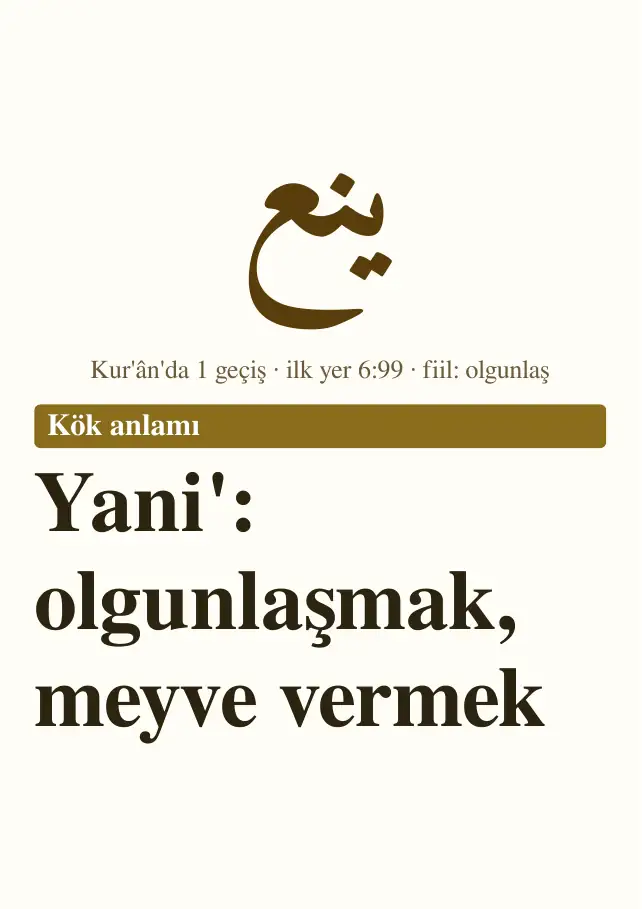 ينع
Kur'ân'da 1 geçiş · ilk yer 6:99 · fiil: olgunlaş
Kök anlamı
Yani':
olgunlaşmak,
meyve vermek